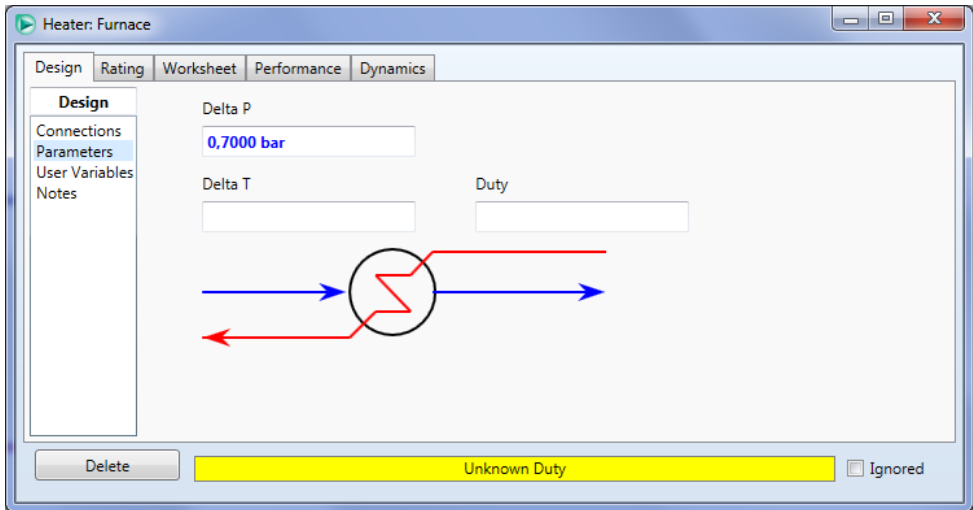 Heater: Furnace
Design Rating Worksheet Performance Dynamics
Design
Connections
Parameters
User Variables
Notes
Delta P
0,7000 bar
Delta T Duty
Delete Unknown Duty Ignored